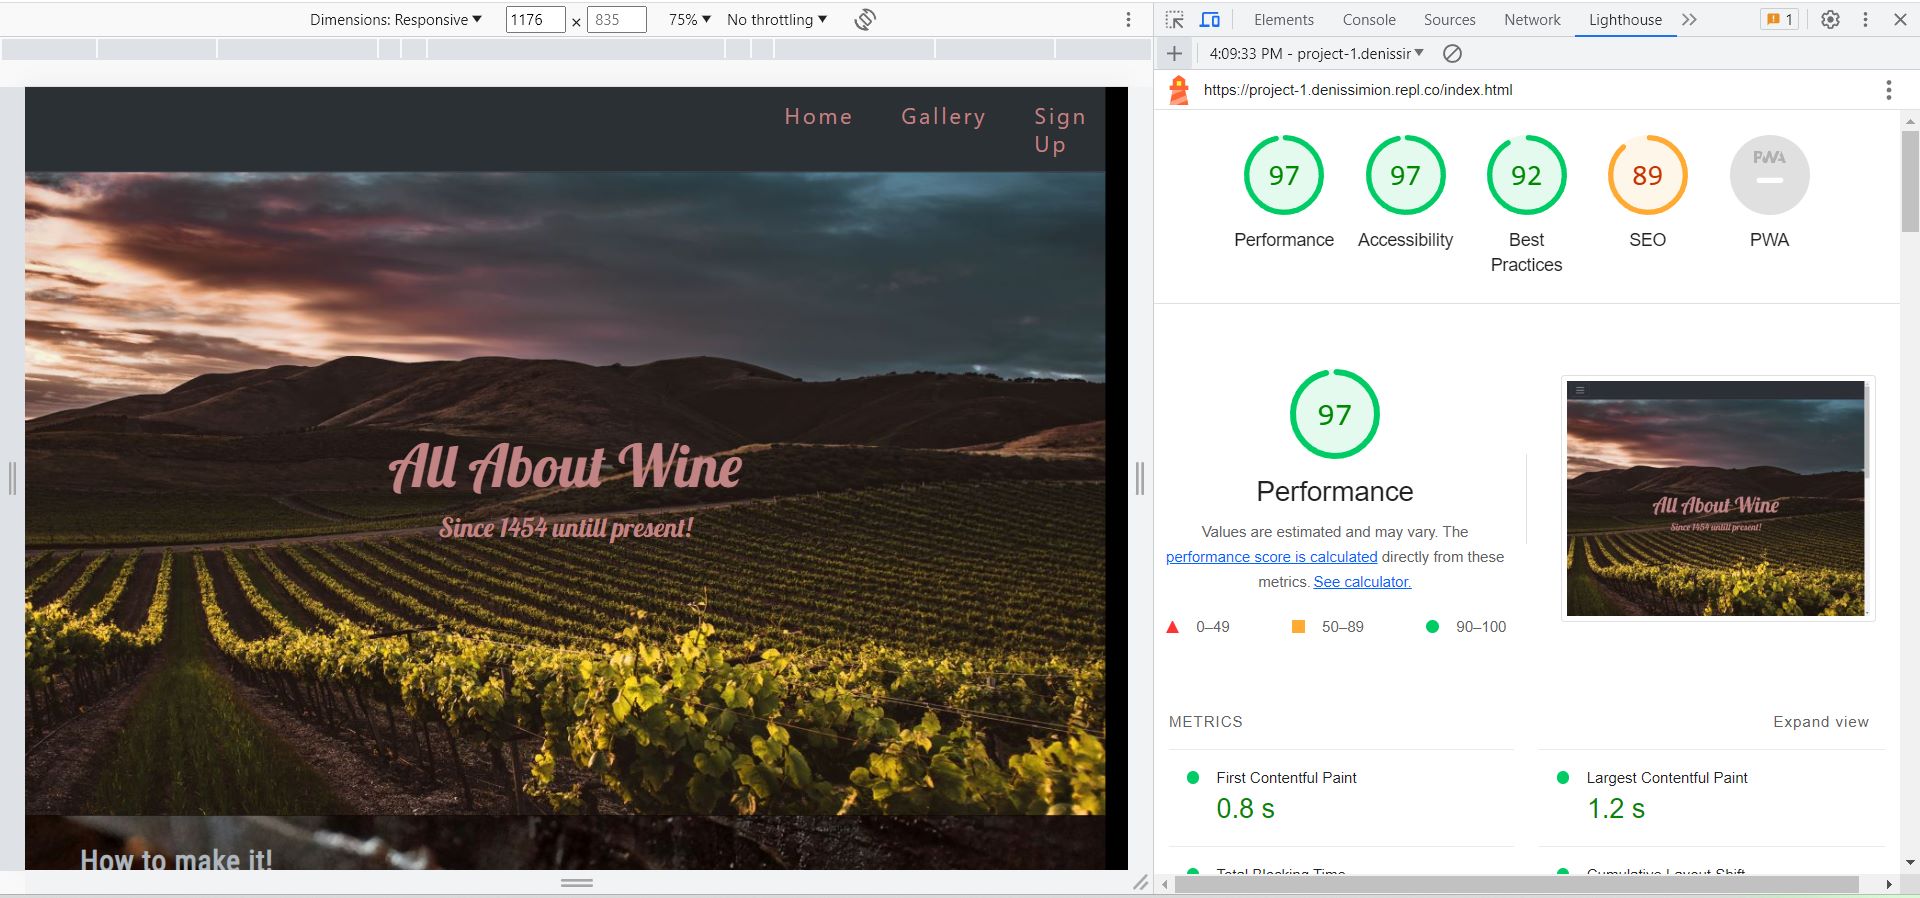 Dimensions: Responsive ▼ 1176 × 835 75% ▼ No throttling ▼
Elements Console Sources Network Lighthouse 1
4:09:33 PM - project-1.denissir ▼
https://project-1.denissimion.repl.co/index.html
Home Gallery Sign
Up
All About Wine
Since 1454 untill present!
How to make it!
97 97 92 89 PWA
Performance Accessibility Best
Practices SEO PWA
97
Performance
Values are estimated and may vary. The
performance score is calculated directly from these
metrics. See calculator.
0–49 50–89 90–100
All About Wine
Since 1454 untill present!
METRICS Expand view
First Contentful Paint Largest Contentful Paint
0.8 s 1.2 s
Total Blocking Time Cumulative Layout Shift